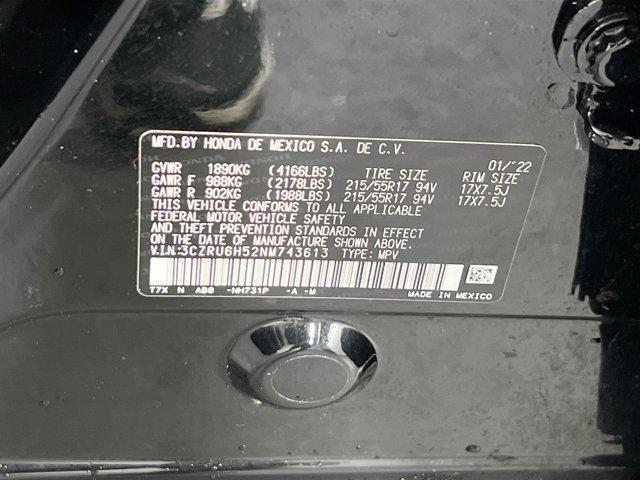 MFD.BY HONDA DE MEXICO S.A. DE C.V.
01/'22
GVWR 1890KG (4166LBS) TIRE SIZE RIM SIZE
GAWR F 988KG (2178LBS) 215/55R17 94V 17X7.5J
GAWR R 902KG (1988LBS) 215/55R17 94V 17X7.5J
THIS VEHICLE CONFORMS TO ALL APPLICABLE
FEDERAL MOTOR VEHICLE SAFETY
AND THEFT PREVENTION STANDARDS IN EFFECT
ON THE DATE OF MANUFACTURE SHOWN ABOVE.
V.I.N:3CZRU6H52NM743613 TYPE: MPV
T7X N AB0 -NH731P -A -M
MADE IN MEXICO